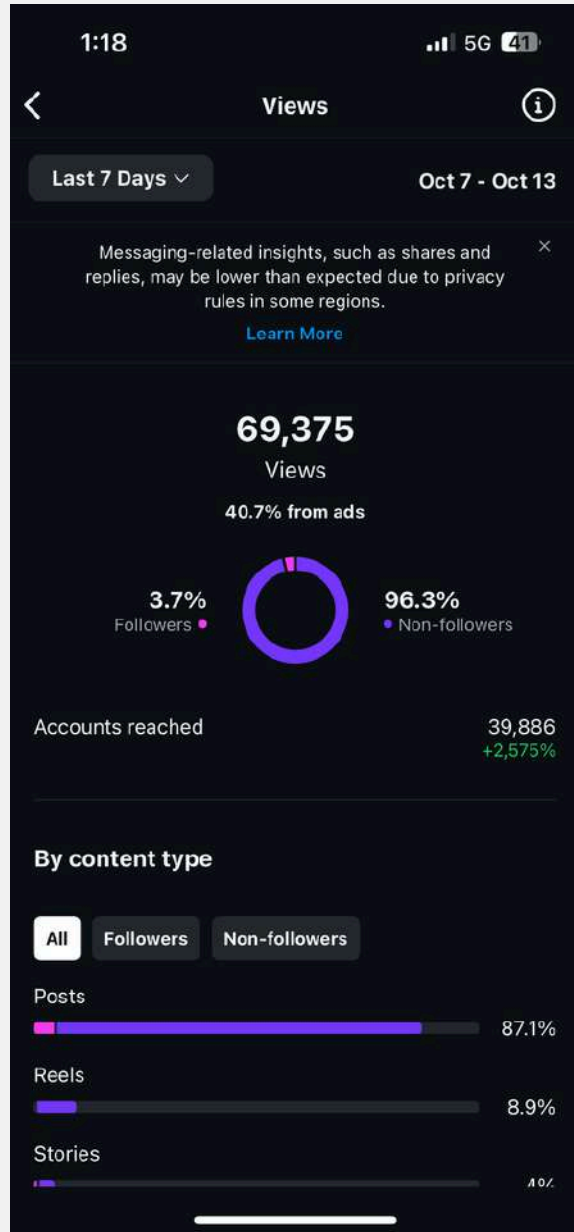 1:18
5G 41
Views
Last 7 Days
Oct 7 - Oct 13
Messaging-related insights, such as shares and
replies, may be lower than expected due to privacy
rules in some regions.
Learn More
69,375
Views
40.7% from ads
3.7%
Followers
96.3%
Non-followers
Accounts reached
39,886
+2,575%
By content type
All
Followers
Non-followers
Posts
87.1%
Reels
8.9%
Stories
4%